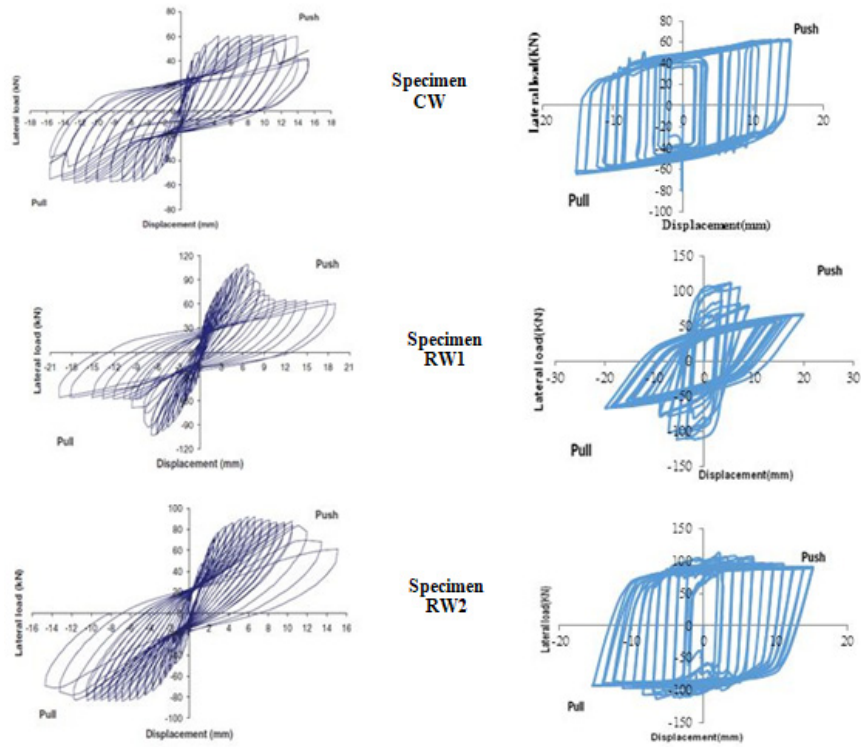 80
60
40
20
-18 -16 -14 -12 -10 -8 -6 -4 -2 2 4 6 8 10 12 14 16 18
-20
-40
-60
-80
Lateral load (kN)
Push
Pull
Displacement (mm)
Specimen
CW
100
80
60
40
20
0
-20 -10 0 10 20
-20
-40
-60
-80
-100
Lateral load(KN)
Push
Pull
Displacement(mm)
120
90
60
30
-21 -18 -15 -12 -9 -6 -3 3 6 9 12 15 18 21
-60
-90
-120
Lateral load (kN)
Push
Pull
Displacement (mm)
Specimen
RW1
150
100
50
0
-30 -20 -10 0 10 20 30
-50
-100
-150
Lateral load(KN)
Push
Pull
Displacement(mm)
100
80
60
40
20
-16 -14 -12 -10 -8 -6 -4 -2 2 4 6 8 10 12 14 16
-40
-60
-80
-100
Lateral load (kN)
Push
Pull
Displacement (mm)
Specimen
RW2
150
100
50
0
-20 -10 0 10 20
-50
-100
-150
Lateral load(KN)
Push
Pull
Displacement(mm)